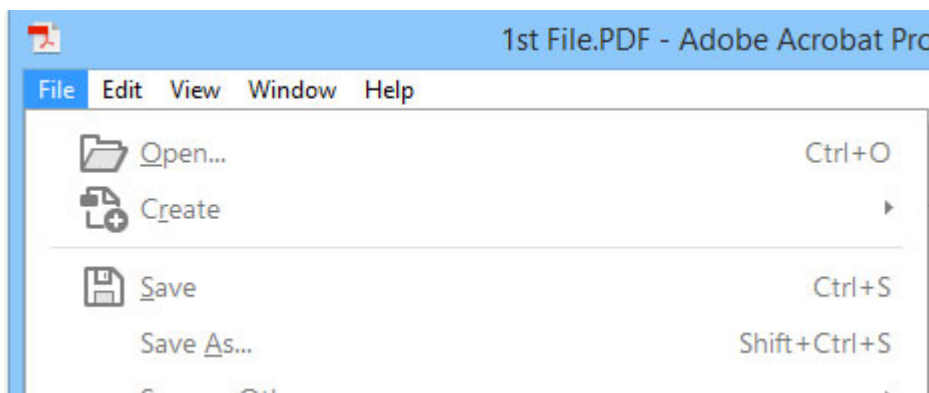 1st File.PDF - Adobe Acrobat Pro
File Edit View Window Help
Open... Ctrl+O
Create
Save Ctrl+S
Save As... Shift+Ctrl+S